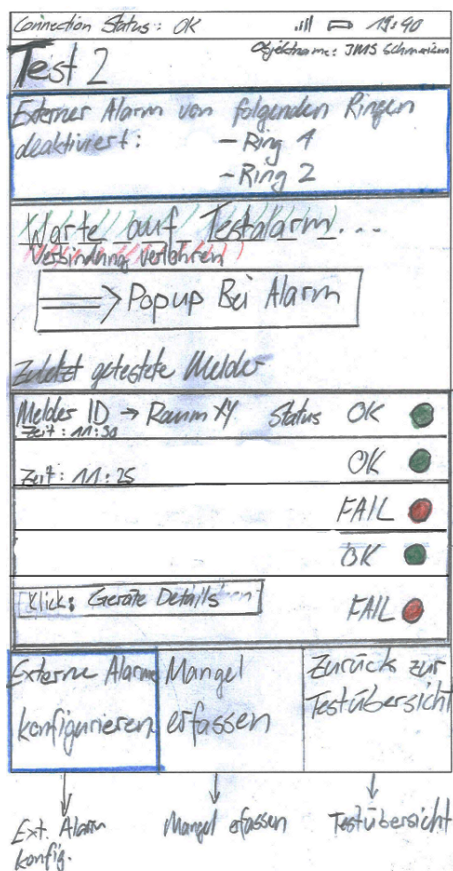 Connection Status: OK 19:40
Test 2 Objektname: JMS Schmerikon
Externer Alarm von folgenden Ringen
deaktiviert: - Ring 4
- Ring 2
Warte auf Testalarm...
Verbindung verlohren
=> Popup Bei Alarm
Zuletzt getestete Melder
Melder ID → Raum XY Status OK
Zeit: 11:30
OK
Zeit: 11:25
FAIL
OK
Klick: Geräte Details
FAIL
Externe Alarme
konfigurieren
Mangel
erfassen
Zurück zur
Testübersicht
Ext. Alarm
konfig.
Mangel erfassen
Testübersicht